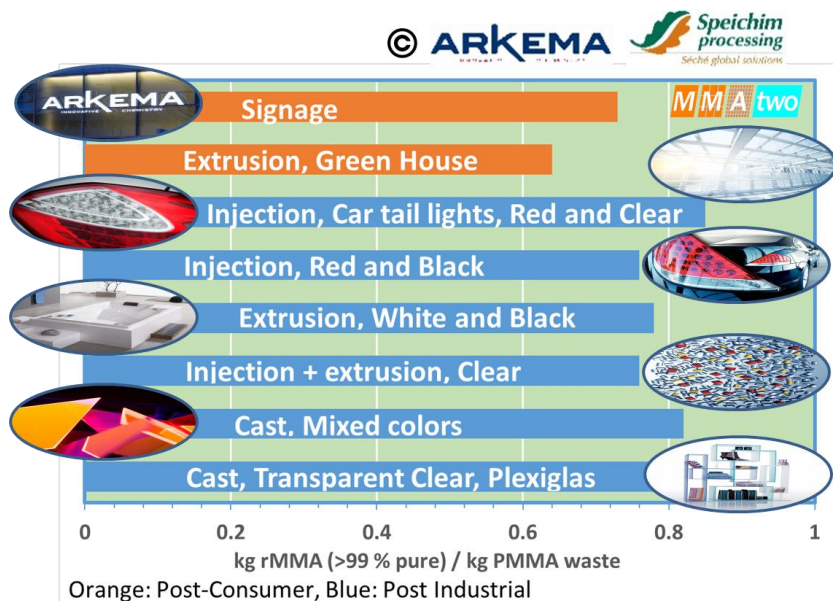 © ARKEMA
Speichim
processing
Séché global solutions
ARKEMA
INNOVATIVE CHEMISTRY
Signage
MMAtwo
Extrusion, Green House
Injection, Car tail lights, Red and Clear
Injection, Red and Black
Extrusion, White and Black
Injection + extrusion, Clear
Cast, Mixed colors
Cast, Transparent Clear, Plexiglas
0 0.2 0.4 0.6 0.8 1
kg rMMA (>99 % pure) / kg PMMA waste
Orange: Post-Consumer, Blue: Post Industrial